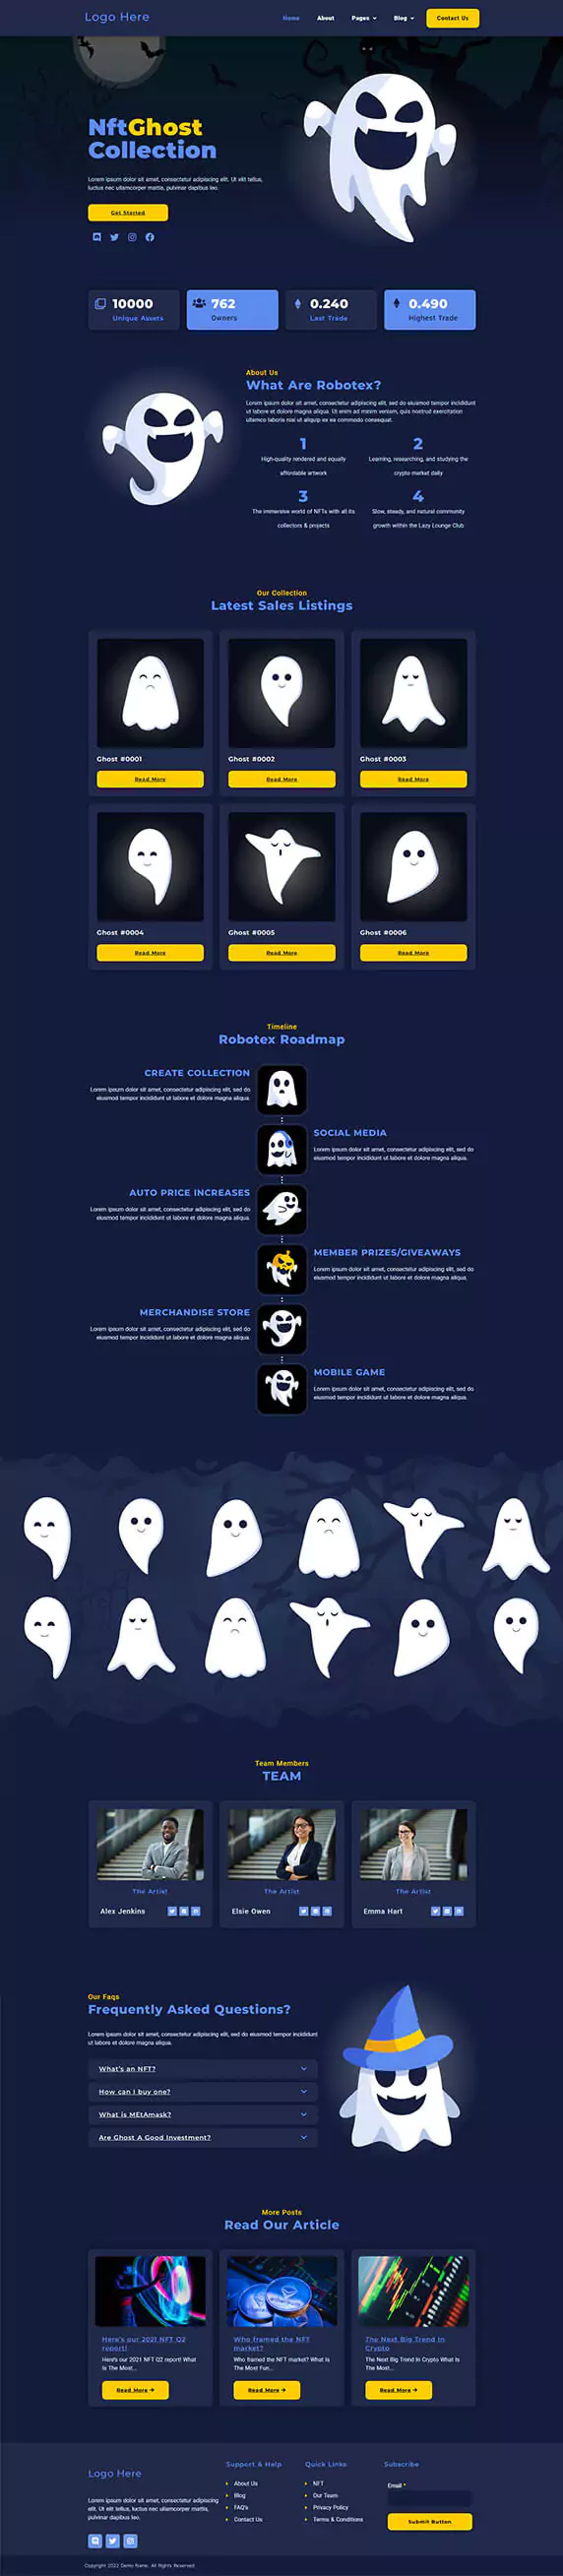 Logo Here
Home About Pages Blog Contact Us
NftGhost
Collection
Lorem ipsum dolor sit amet, consectetur adipiscing elit. Ut elit tellus,
luctus nec ullamcorper mattis, pulvinar dapibus leo.
Get Started
10000
Unique Assets
762
Owners
0.240
Last Trade
0.490
Highest Trade
About Us
What Are Robotex?
Lorem ipsum dolor sit amet, consectetur adipiscing elit, sed do eiusmod tempor incididunt
ut labore et dolore magna aliqua. Ut enim ad minim veniam, quis nostrud exercitation
ullamco laboris nisi ut aliquip ex ea commodo consequat.
1
High-quality rendered and equally
affordable artwork
2
Learning, researching, and studying the
crypto market daily
3
The immersive world of NFTs with all its
collectors & projects
4
Slow, steady, and natural community
growth within the Lazy Lounge Club
Our Collection
Latest Sales Listings
Ghost #0001
Read More
Ghost #0002
Read More
Ghost #0003
Read More
Ghost #0004
Read More
Ghost #0005
Read More
Ghost #0006
Read More
Timeline
Robotex Roadmap
CREATE COLLECTION
Lorem ipsum dolor sit amet, consectetur adipiscing elit, sed do
eiusmod tempor incididunt ut labore et dolore magna aliqua.
SOCIAL MEDIA
Lorem ipsum dolor sit amet, consectetur adipiscing elit, sed do
eiusmod tempor incididunt ut labore et dolore magna aliqua.
AUTO PRICE INCREASES
Lorem ipsum dolor sit amet, consectetur adipiscing elit, sed do
eiusmod tempor incididunt ut labore et dolore magna aliqua.
MEMBER PRIZES/GIVEAWAYS
Lorem ipsum dolor sit amet, consectetur adipiscing elit, sed do
eiusmod tempor incididunt ut labore et dolore magna aliqua.
MERCHANDISE STORE
Lorem ipsum dolor sit amet, consectetur adipiscing elit, sed do
eiusmod tempor incididunt ut labore et dolore magna aliqua.
MOBILE GAME
Lorem ipsum dolor sit amet, consectetur adipiscing elit, sed do
eiusmod tempor incididunt ut labore et dolore magna aliqua.
Team Members
TEAM
The Artist
Alex Jenkins
The Artist
Elsie Owen
The Artist
Emma Hart
Our Faqs
Frequently Asked Questions?
Lorem ipsum dolor sit amet, consectetur adipiscing elit, sed do eiusmod tempor incididunt
ut labore et dolore magna aliqua.
What's an NFT?
How can I buy one?
What is MEtAmask?
Are Ghost A Good Investment?
More Posts
Read Our Article
Here's our 2021 NFT Q2
report!
Here's our 2021 NFT Q2 report! What
Is The Most...
Read More
Who framed the NFT
market?
Who framed the NFT market? What Is
The Most Fun...
Read More
The Next Big Trend In
Crypto
The Next Big Trend In Crypto What Is
The Most...
Read More
Logo Here
Lorem ipsum dolor sit amet, consectetur adipiscing
elit. Ut elit tellus, luctus nec ullamcorper mattis,
pulvinar dapibus leo.
Support & Help
About Us
Blog
FAQ's
Contact Us
Quick Links
NFT
Our Team
Privacy Policy
Terms & Conditions
Subscribe
Email *
Submit Button
Copyright 2022 Demo Name. All Rights Reserved.